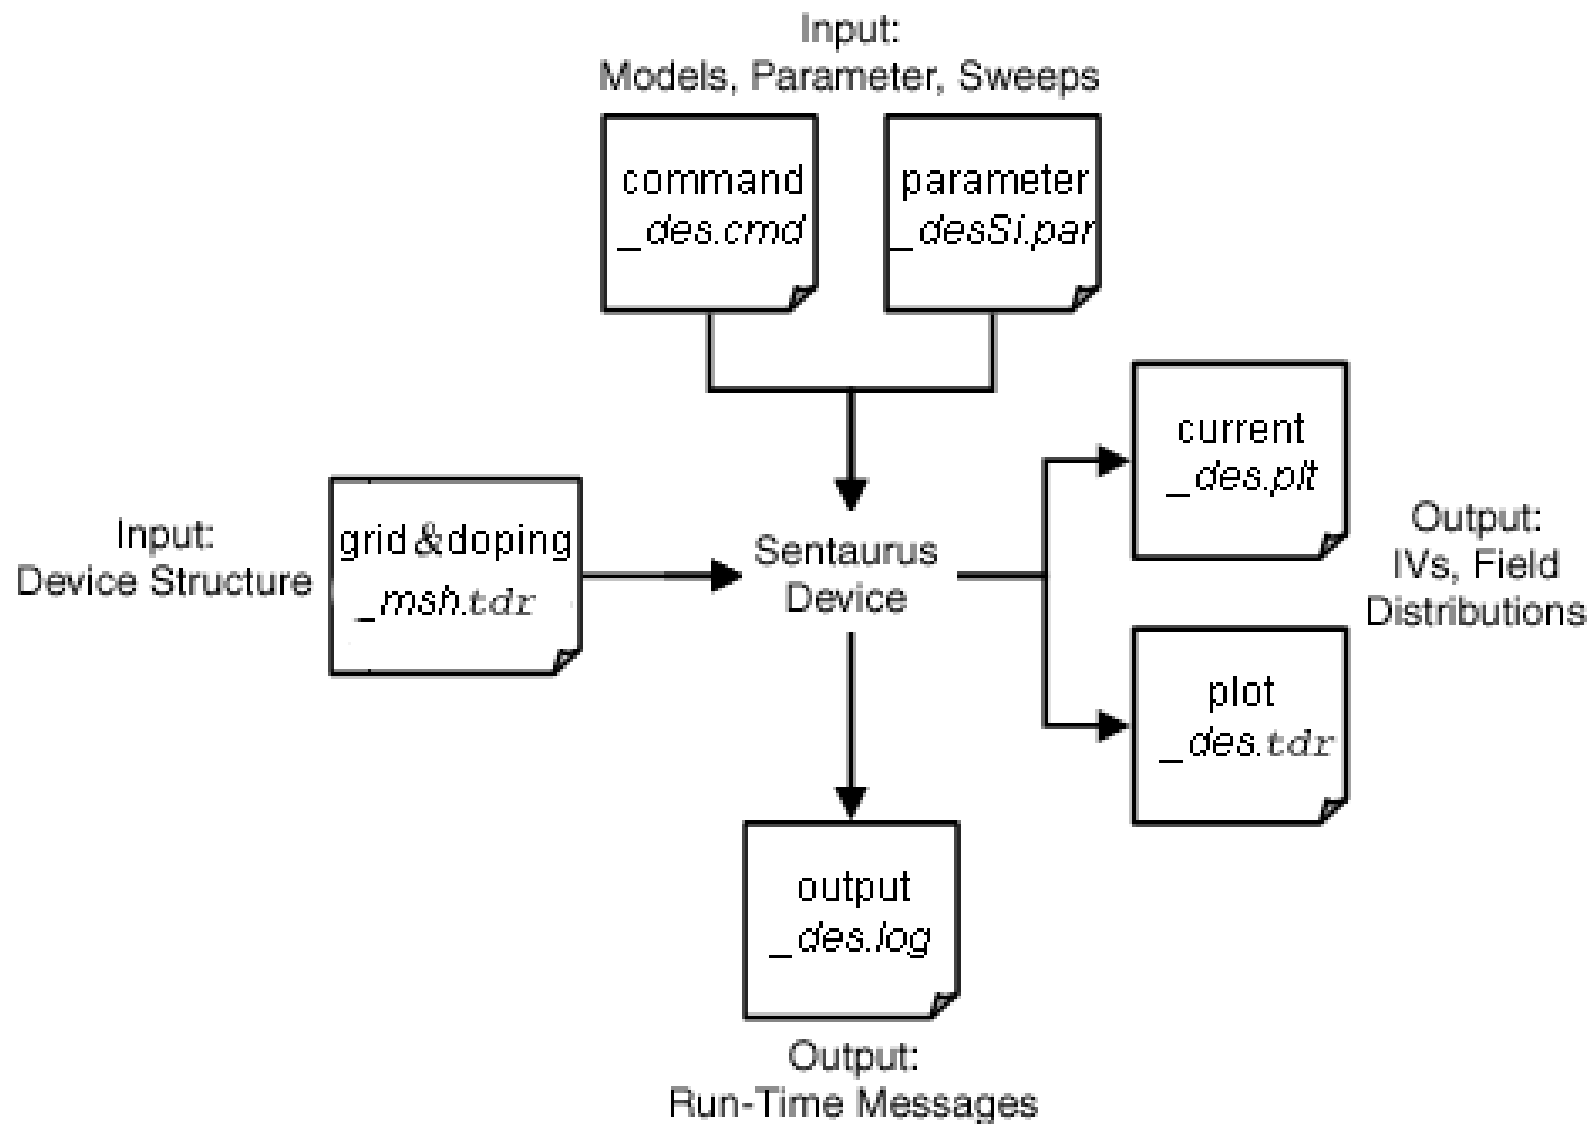 Input:
Models, Parameter, Sweeps
command
_des.cmd
parameter
_desSi.par
Input:
Device Structure
grid&doping
_msh.tdr
Sentaurus
Device
current
_des.plt
Output:
IVs, Field
Distributions
plot
_des.tdr
output
_des.log
Output:
Run-Time Messages